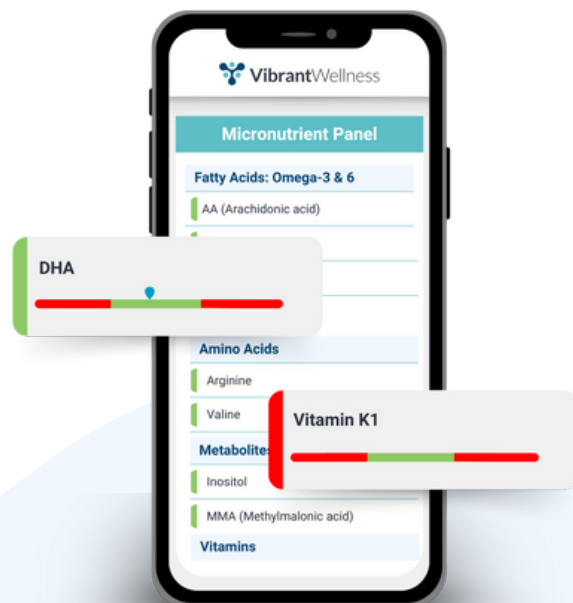 VibrantWellness
Micronutrient Panel
Fatty Acids: Omega-3 & 6
AA (Arachidonic acid)
DHA
Amino Acids
Arginine
Valine
Vitamin K1
Metabolites
Inositol
MMA (Methylmalonic acid)
Vitamins